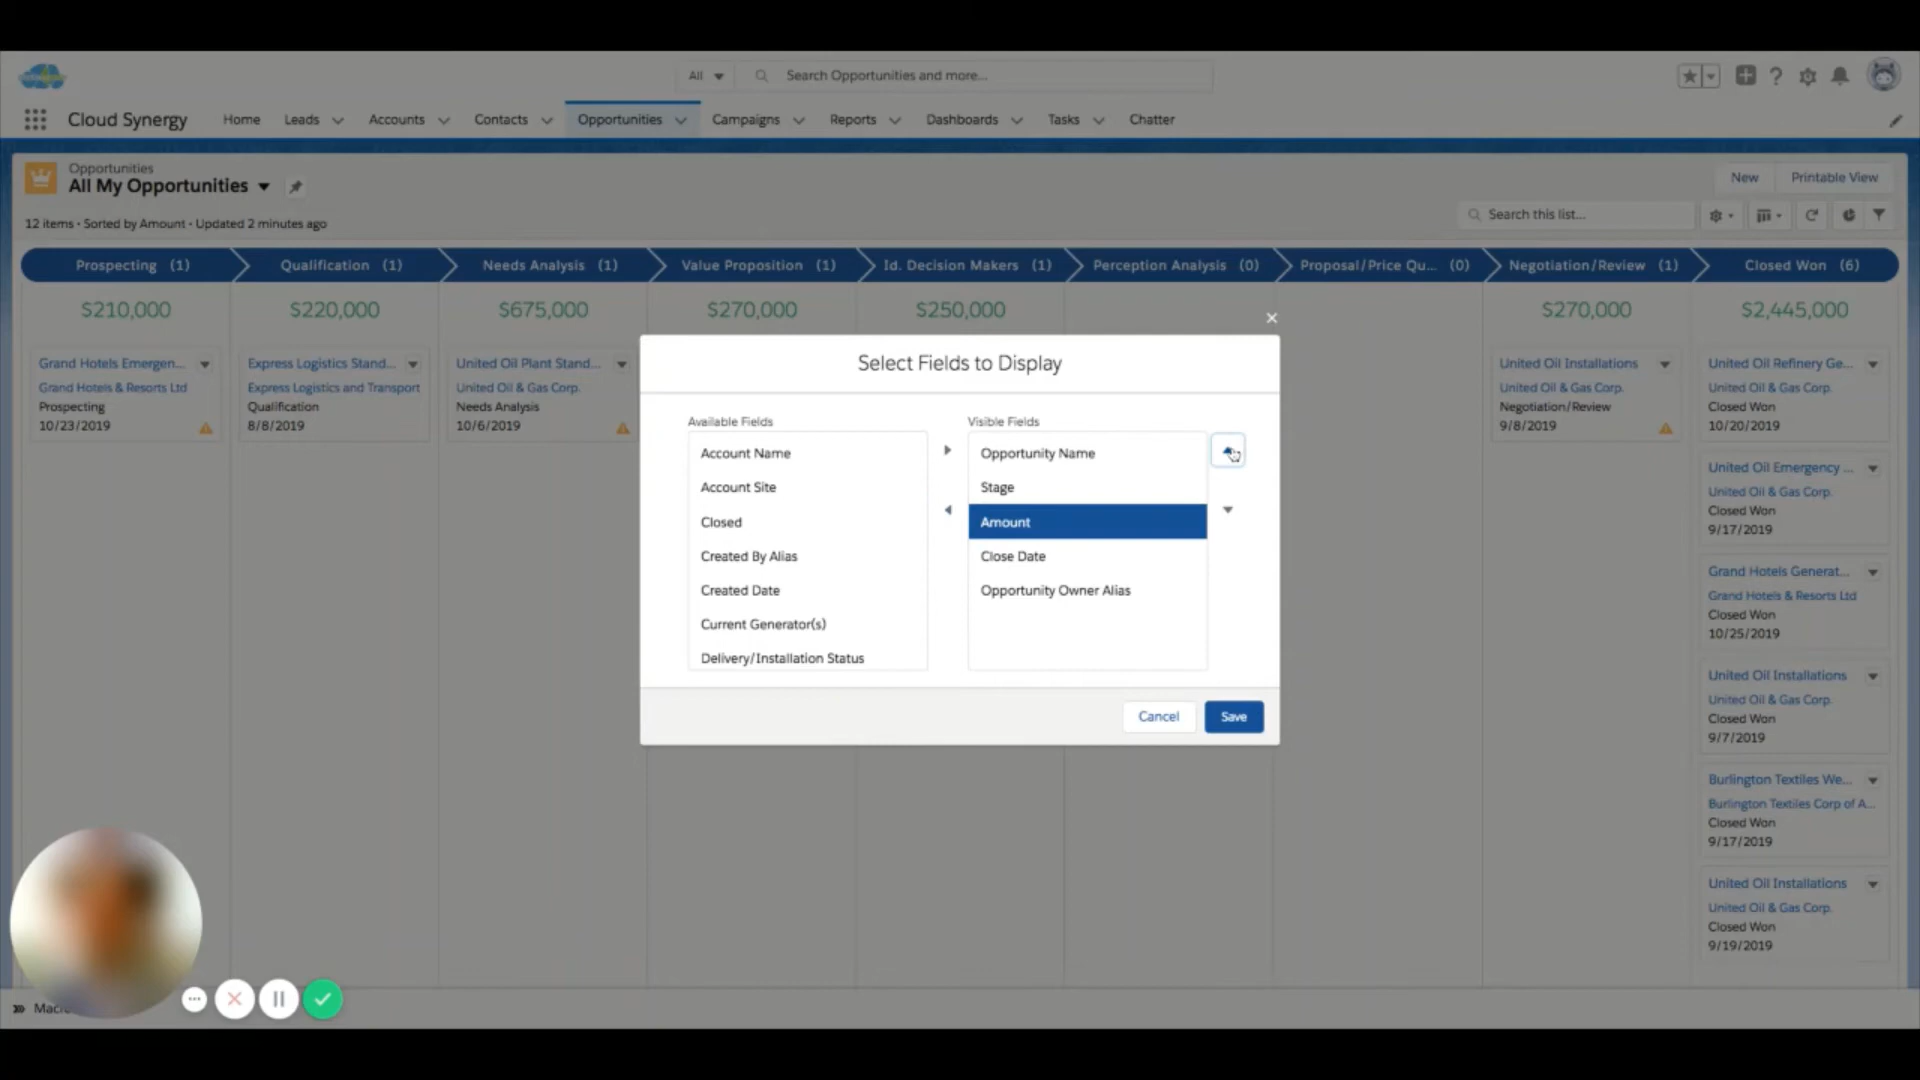 All
Search Opportunities and more...
Cloud Synergy
Home
Leads
Accounts
Contacts
Opportunities
Campaigns
Reports
Dashboards
Tasks
Chatter
Opportunities
All My Opportunities
New
Printable View
12 items • Sorted by Amount • Updated 2 minutes ago
Search this list...
Prospecting (1)
Qualification (1)
Needs Analysis (1)
Value Proposition (1)
Id. Decision Makers (1)
Perception Analysis (0)
Proposal/Price Qu... (0)
Negotiation/Review (1)
Closed Won (6)
$210,000
$220,000
$675,000
$270,000
$250,000
$270,000
$2,445,000
Grand Hotels Emergen...
Grand Hotels & Resorts Ltd
Prospecting
10/23/2019
Express Logistics Stand...
Express Logistics and Transport
Qualification
8/8/2019
United Oil Plant Stand...
United Oil & Gas Corp.
Needs Analysis
10/6/2019
Select Fields to Display
Available Fields
Account Name
Account Site
Closed
Created By Alias
Created Date
Current Generator(s)
Delivery/Installation Status
Visible Fields
Opportunity Name
Stage
Amount
Close Date
Opportunity Owner Alias
Cancel
Save
United Oil Installations
United Oil & Gas Corp.
Negotiation/Review
9/8/2019
United Oil Refinery Ge...
United Oil & Gas Corp.
Closed Won
10/20/2019
United Oil Emergency ...
United Oil & Gas Corp.
Closed Won
9/17/2019
Grand Hotels Generat...
Grand Hotels & Resorts Ltd
Closed Won
10/25/2019
United Oil Installations
United Oil & Gas Corp.
Closed Won
9/7/2019
Burlington Textiles We...
Burlington Textiles Corp of A...
Closed Won
9/17/2019
United Oil Installations
United Oil & Gas Corp.
Closed Won
9/19/2019